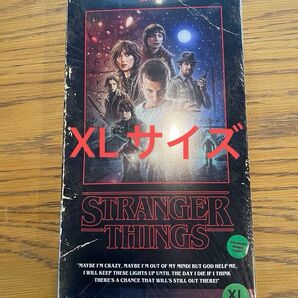 XLサイズ
STRANGER
THINGS
"MAYBE I'M CRAZY, MAYBE I'M OUT OF MY MIND! BUT GOD HELP ME,
I WILL KEEP THESE LIGHTS UP UNTIL THE DAY I DIE IF I THINK
THERE'S A CHANCE THAT WILL'S STILL OUT THERE!"
XL